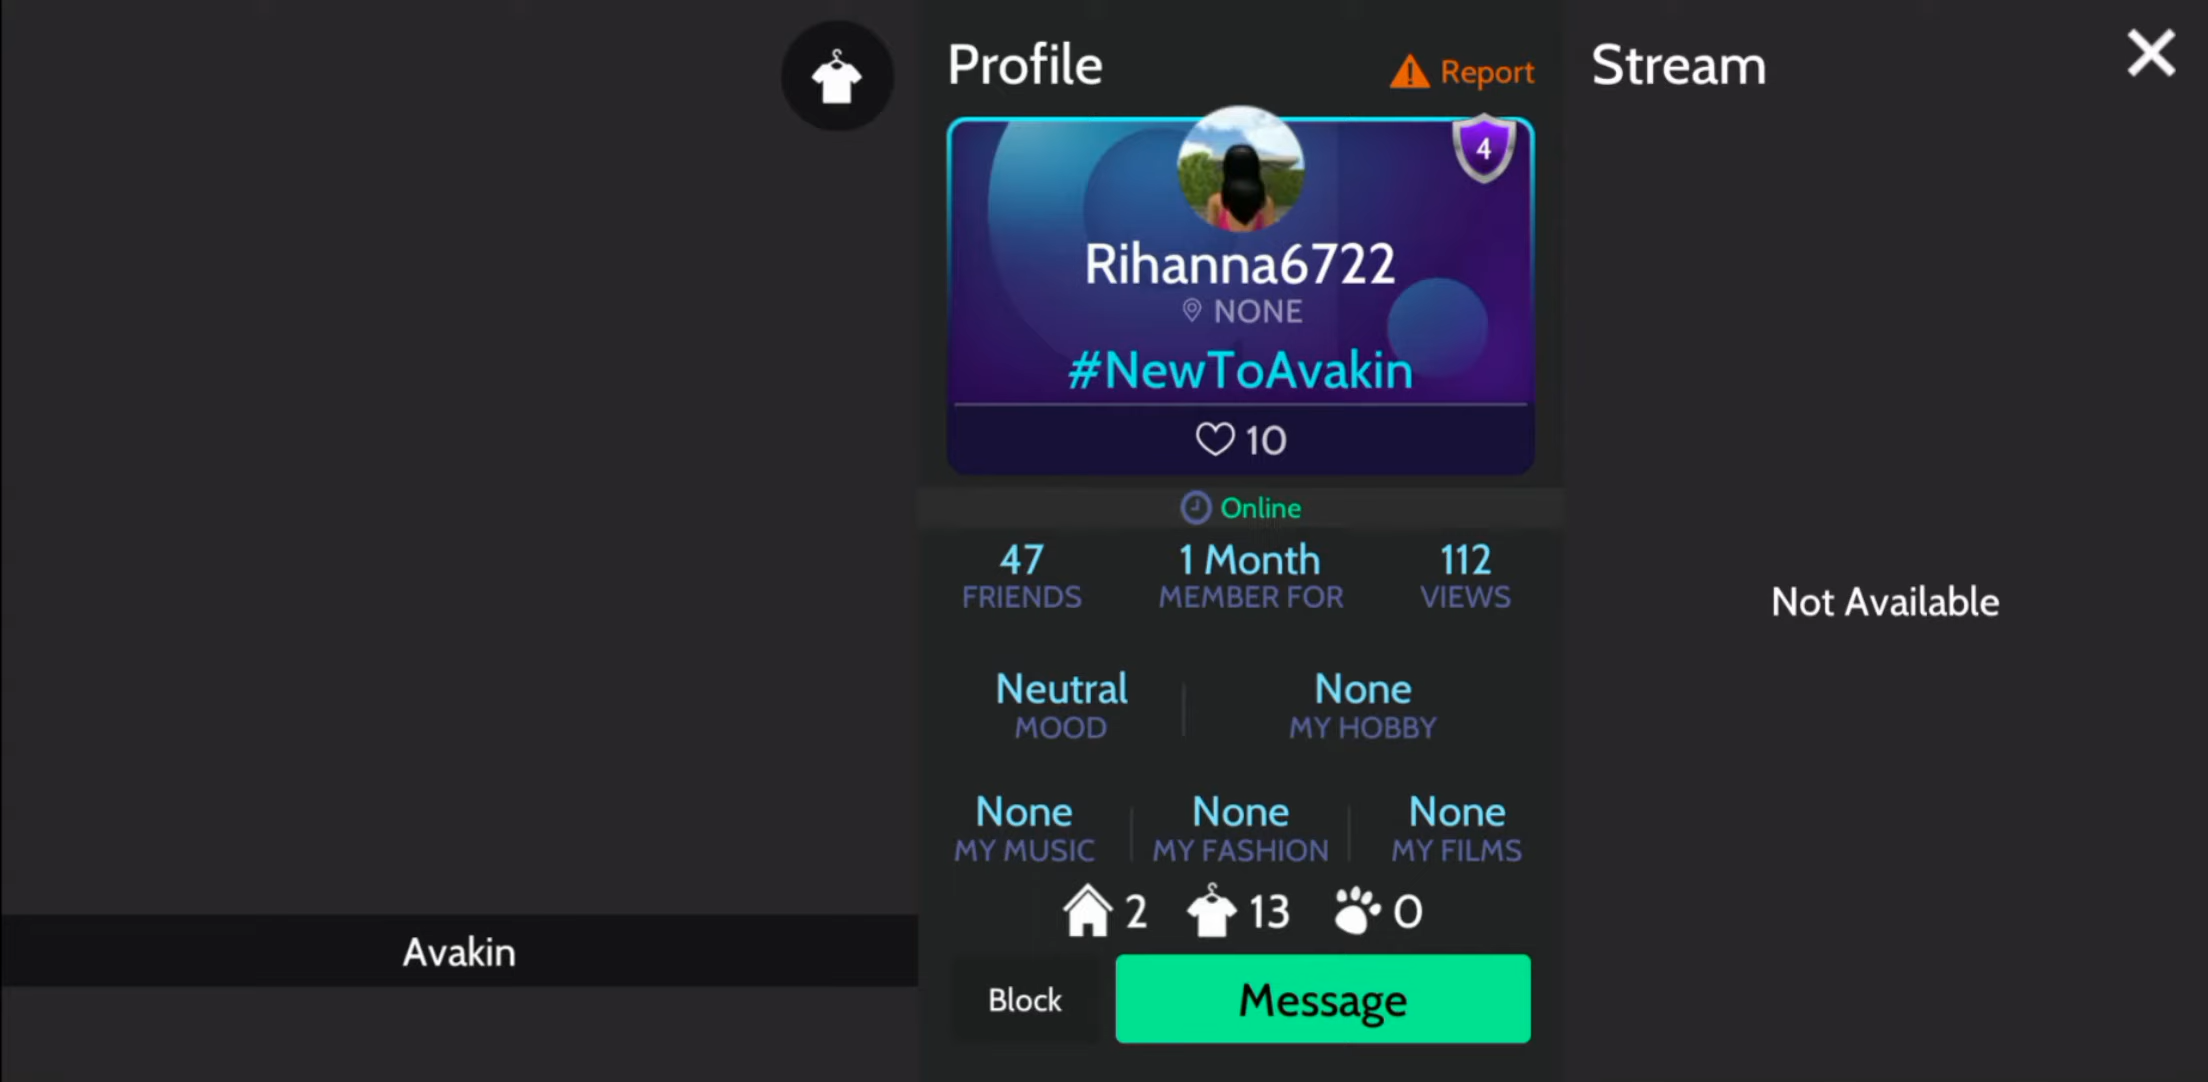 Profile
Report
Stream
4
Rihanna6722
NONE
#NewToAvakin
10
Online
47
FRIENDS
1 Month
MEMBER FOR
112
VIEWS
Neutral
MOOD
None
MY HOBBY
None
MY MUSIC
None
MY FASHION
None
MY FILMS
2
13
0
Block
Message
Avakin
Not Available